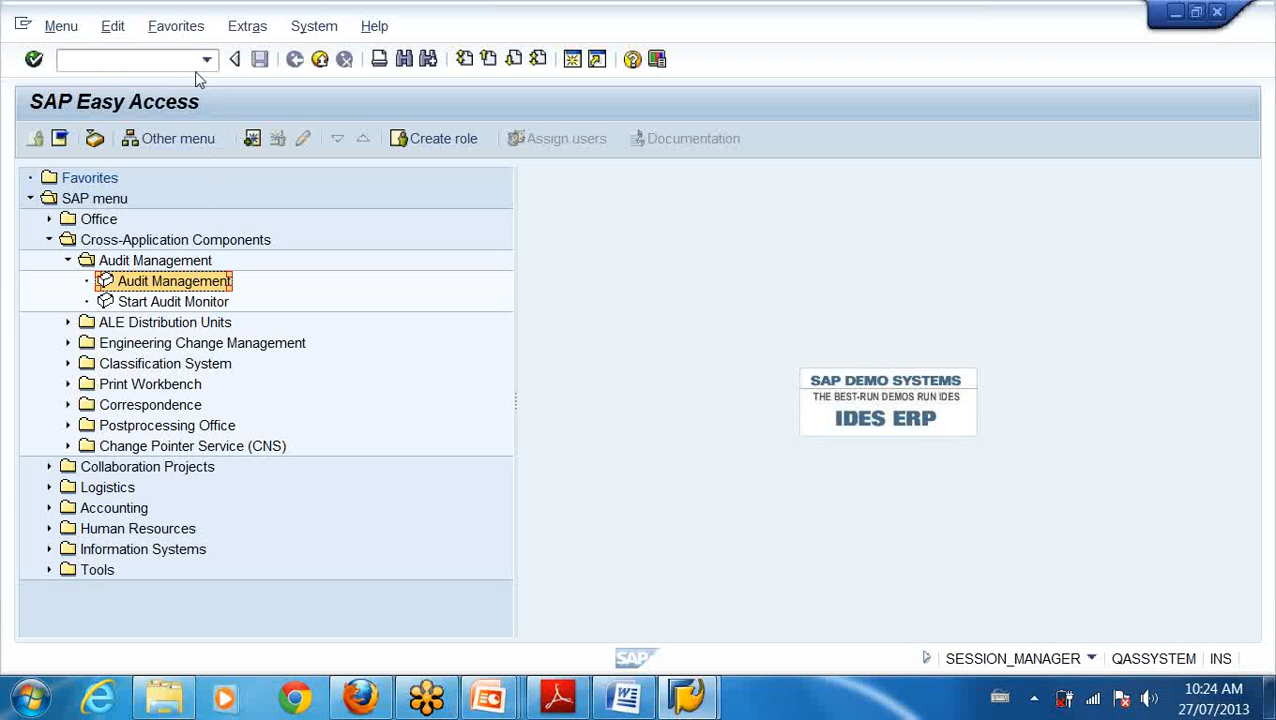 Menu Edit Favorites Extras System Help
SAP Easy Access
Other menu Create role Assign users Documentation
Favorites
SAP menu
Office
Cross-Application Components
Audit Management
Audit Management
Start Audit Monitor
ALE Distribution Units
Engineering Change Management
Classification System
Print Workbench
Correspondence
Postprocessing Office
Change Pointer Service (CNS)
Collaboration Projects
Logistics
Accounting
Human Resources
Information Systems
Tools
SAP DEMO SYSTEMS
THE BEST-RUN DEMOS RUN IDES
IDES ERP
SAP
SESSION_MANAGER QASSYSTEM INS
10:24 AM
27/07/2013